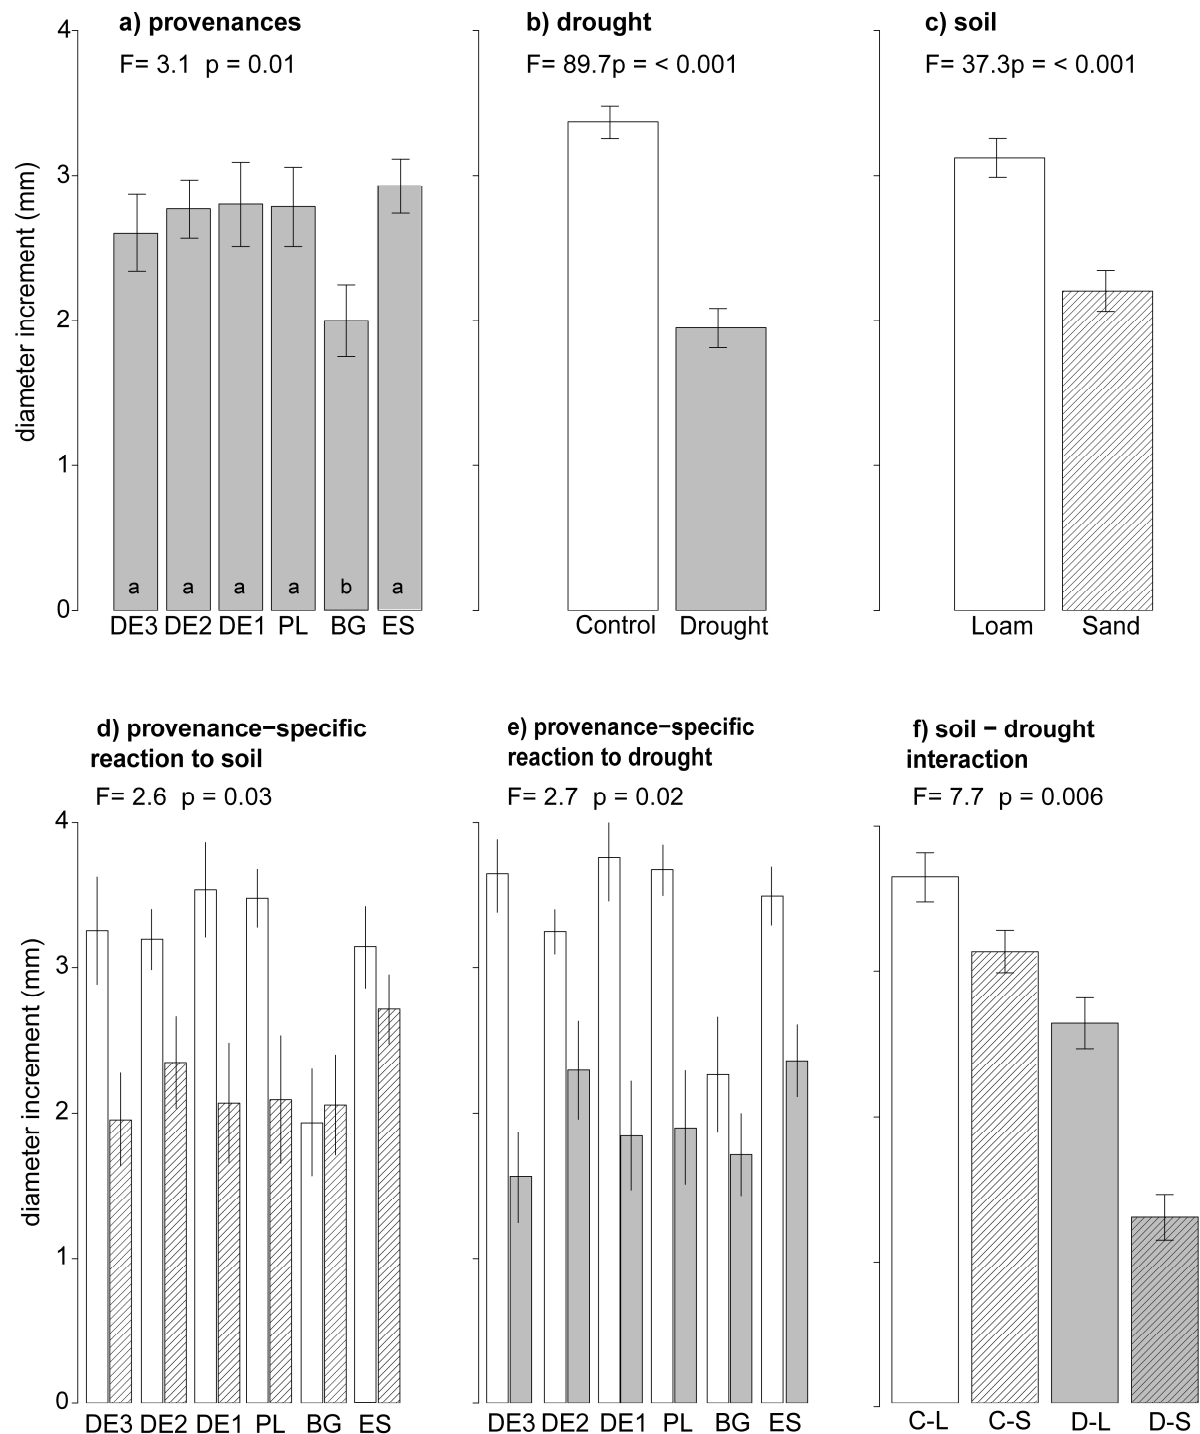 a) provenances
F= 3.1 p = 0.01
b) drought
F= 89.7p = < 0.001
c) soil
F= 37.3p = < 0.001
diameter increment (mm)
4
3
2
1
0
a a a a b a
DE3 DE2 DE1 PL BG ES
Control Drought
Loam Sand
d) provenance−specific
reaction to soil
F= 2.6 p = 0.03
e) provenance−specific
reaction to drought
F= 2.7 p = 0.02
f) soil − drought
interaction
F= 7.7 p = 0.006
diameter increment (mm)
4
3
2
1
0
DE3 DE2 DE1 PL BG ES
DE3 DE2 DE1 PL BG ES
C-L C-S D-L D-S